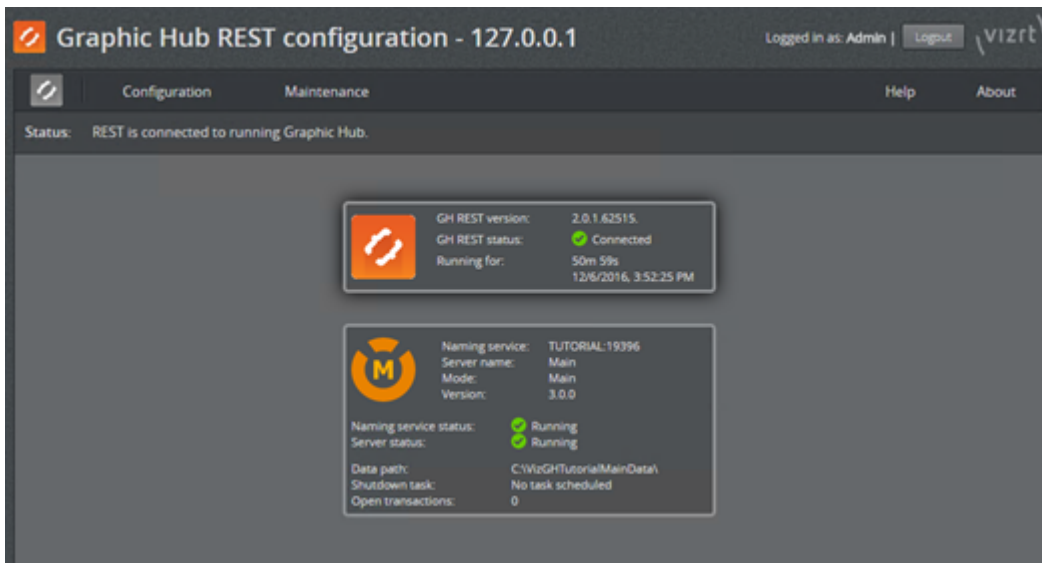 Graphic Hub REST configuration - 127.0.0.1
Logged in as: Admin | Logout
vizrt
Configuration Maintenance Help About
Status: REST is connected to running Graphic Hub.
GH REST version: 2.0.1.62515.
GH REST status: Connected
Running for: 50m 59s
12/6/2016, 3:52:25 PM
M
Naming service: TUTORIAL:19396
Server name: Main
Mode: Main
Version: 3.0.0
Naming service status: Running
Server status: Running
Data path: C:\VizGHTutorialMainData\
Shutdown task: No task scheduled
Open transactions: 0